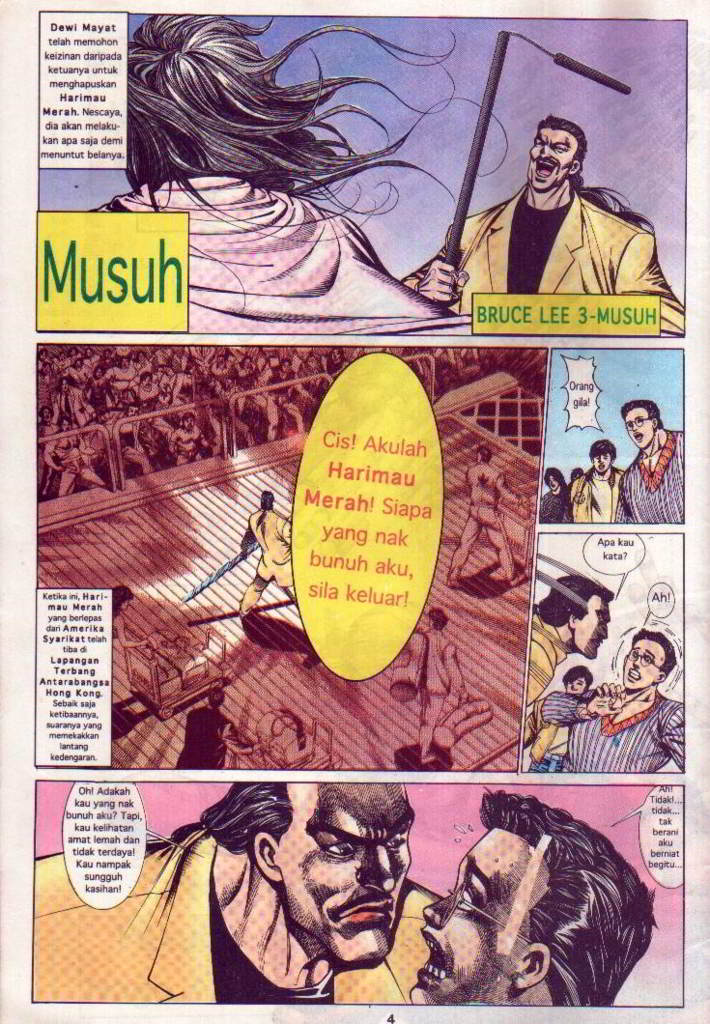 Dewi Mayat
telah memohon
keizinan daripada
ketuanya untuk
menghapuskan
Harimau
Merah. Nescaya,
dia akan melaku-
kan apa saja demi
menuntut belanya.
Musuh
BRUCE LEE 3-MUSUH
Cis! Akulah
Harimau
Merah! Siapa
yang nak
bunuh aku,
sila keluar!
Orang
gila!
Ketika ini, Hari-
mau Merah
yang berlepas
dari Amerika
Syarikat telah
tiba di
Lapangan
Terbang
Antarabangsa
Hong Kong.
Sebaik saja
ketibaannya,
suaranya yang
memekakkan
lantang
kedengaran.
Apa kau
kata?
Ah!
Oh! Adakah
kau yang nak
bunuh aku? Tapi,
kau kelihatan
amat lemah dan
tidak terdaya!
Kau nampak
sungguh
kasihan!
Ah!
Tidak...
tidak...
tak
berani
berniat
begitu...
4